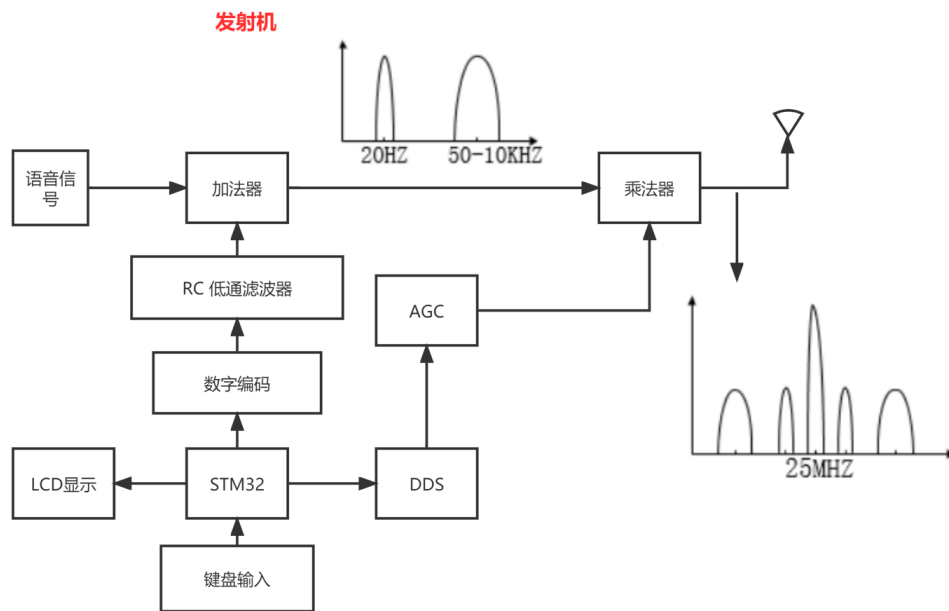 发射机
20HZ
50-10KHZ
语音信
号
加法器
乘法器
RC 低通滤波器
AGC
数字编码
25MHZ
LCD显示
STM32
DDS
键盘输入